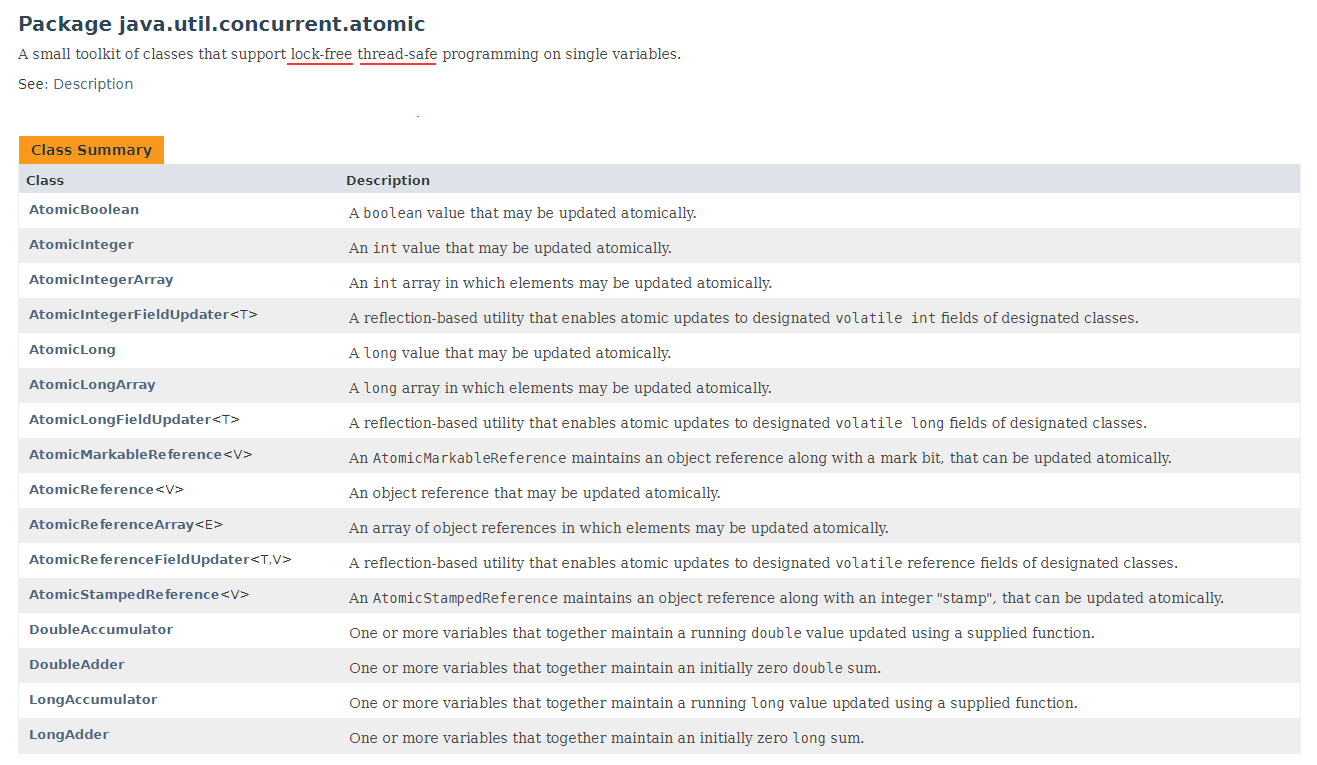 Package java.util.concurrent.atomic
A small toolkit of classes that support lock-free thread-safe programming on single variables.
See: Description
Class Summary
Class Description
AtomicBoolean A boolean value that may be updated atomically.
AtomicInteger An int value that may be updated atomically.
AtomicIntegerArray An int array in which elements may be updated atomically.
AtomicIntegerFieldUpdater<T> A reflection-based utility that enables atomic updates to designated volatile int fields of designated classes.
AtomicLong A long value that may be updated atomically.
AtomicLongArray A long array in which elements may be updated atomically.
AtomicLongFieldUpdater<T> A reflection-based utility that enables atomic updates to designated volatile long fields of designated classes.
AtomicMarkableReference<V> An AtomicMarkableReference maintains an object reference along with a mark bit, that can be updated atomically.
AtomicReference<V> An object reference that may be updated atomically.
AtomicReferenceArray<E> An array of object references in which elements may be updated atomically.
AtomicReferenceFieldUpdater<T,V> A reflection-based utility that enables atomic updates to designated volatile reference fields of designated classes.
AtomicStampedReference<V> An AtomicStampedReference maintains an object reference along with an integer "stamp", that can be updated atomically.
DoubleAccumulator One or more variables that together maintain a running double value updated using a supplied function.
DoubleAdder One or more variables that together maintain an initially zero double sum.
LongAccumulator One or more variables that together maintain a running long value updated using a supplied function.
LongAdder One or more variables that together maintain an initially zero long sum.